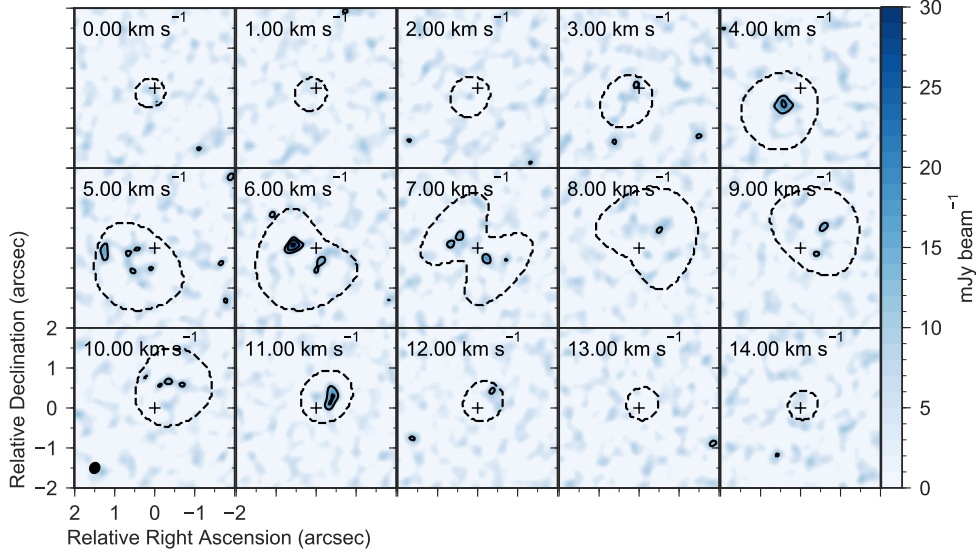 0.00 km s⁻¹ 1.00 km s⁻¹ 2.00 km s⁻¹ 3.00 km s⁻¹ 4.00 km s⁻¹ 30
25
20
5.00 km s⁻¹ 6.00 km s⁻¹ 7.00 km s⁻¹ 8.00 km s⁻¹ 9.00 km s⁻¹
15
10
2 10.00 km s⁻¹ 11.00 km s⁻¹ 12.00 km s⁻¹ 13.00 km s⁻¹ 14.00 km s⁻¹
1
0 5
−1
−2 0
2 1 0 −1 −2
Relative Right Ascension (arcsec)
Relative Declination (arcsec)
mJy beam⁻¹